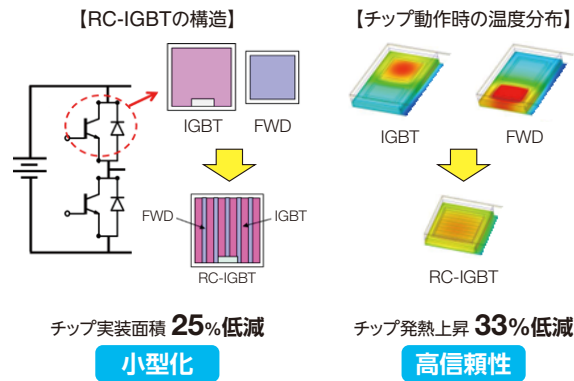 【RC-IGBTの構造】
IGBT
FWD
FWD
IGBT
RC-IGBT
チップ実装面積 25%低減
小型化
【チップ動作時の温度分布】
IGBT
FWD
RC-IGBT
チップ発熱上昇 33%低減
高信頼性